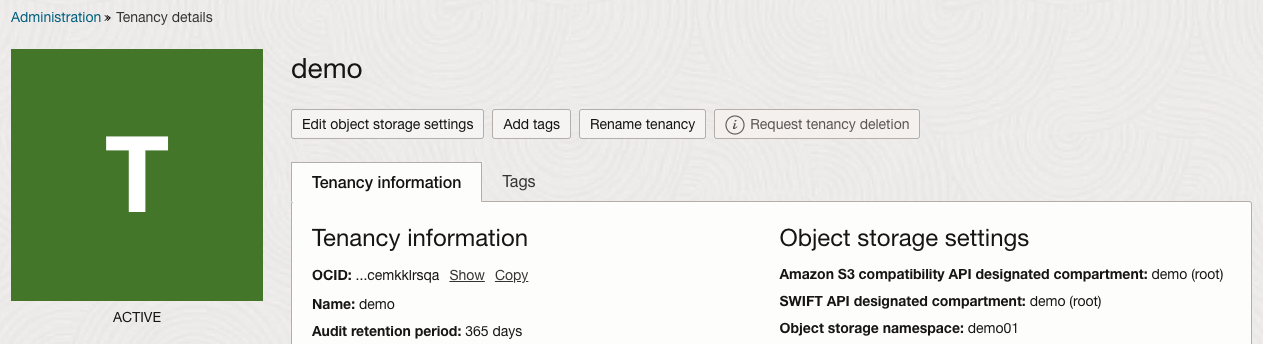 Administration » Tenancy details
T
ACTIVE
demo
Edit object storage settings Add tags Rename tenancy i Request tenancy deletion
Tenancy information Tags
Tenancy information
OCID: ...cemkklrsqa Show Copy
Name: demo
Audit retention period: 365 days
Object storage settings
Amazon S3 compatibility API designated compartment: demo (root)
SWIFT API designated compartment: demo (root)
Object storage namespace: demo01